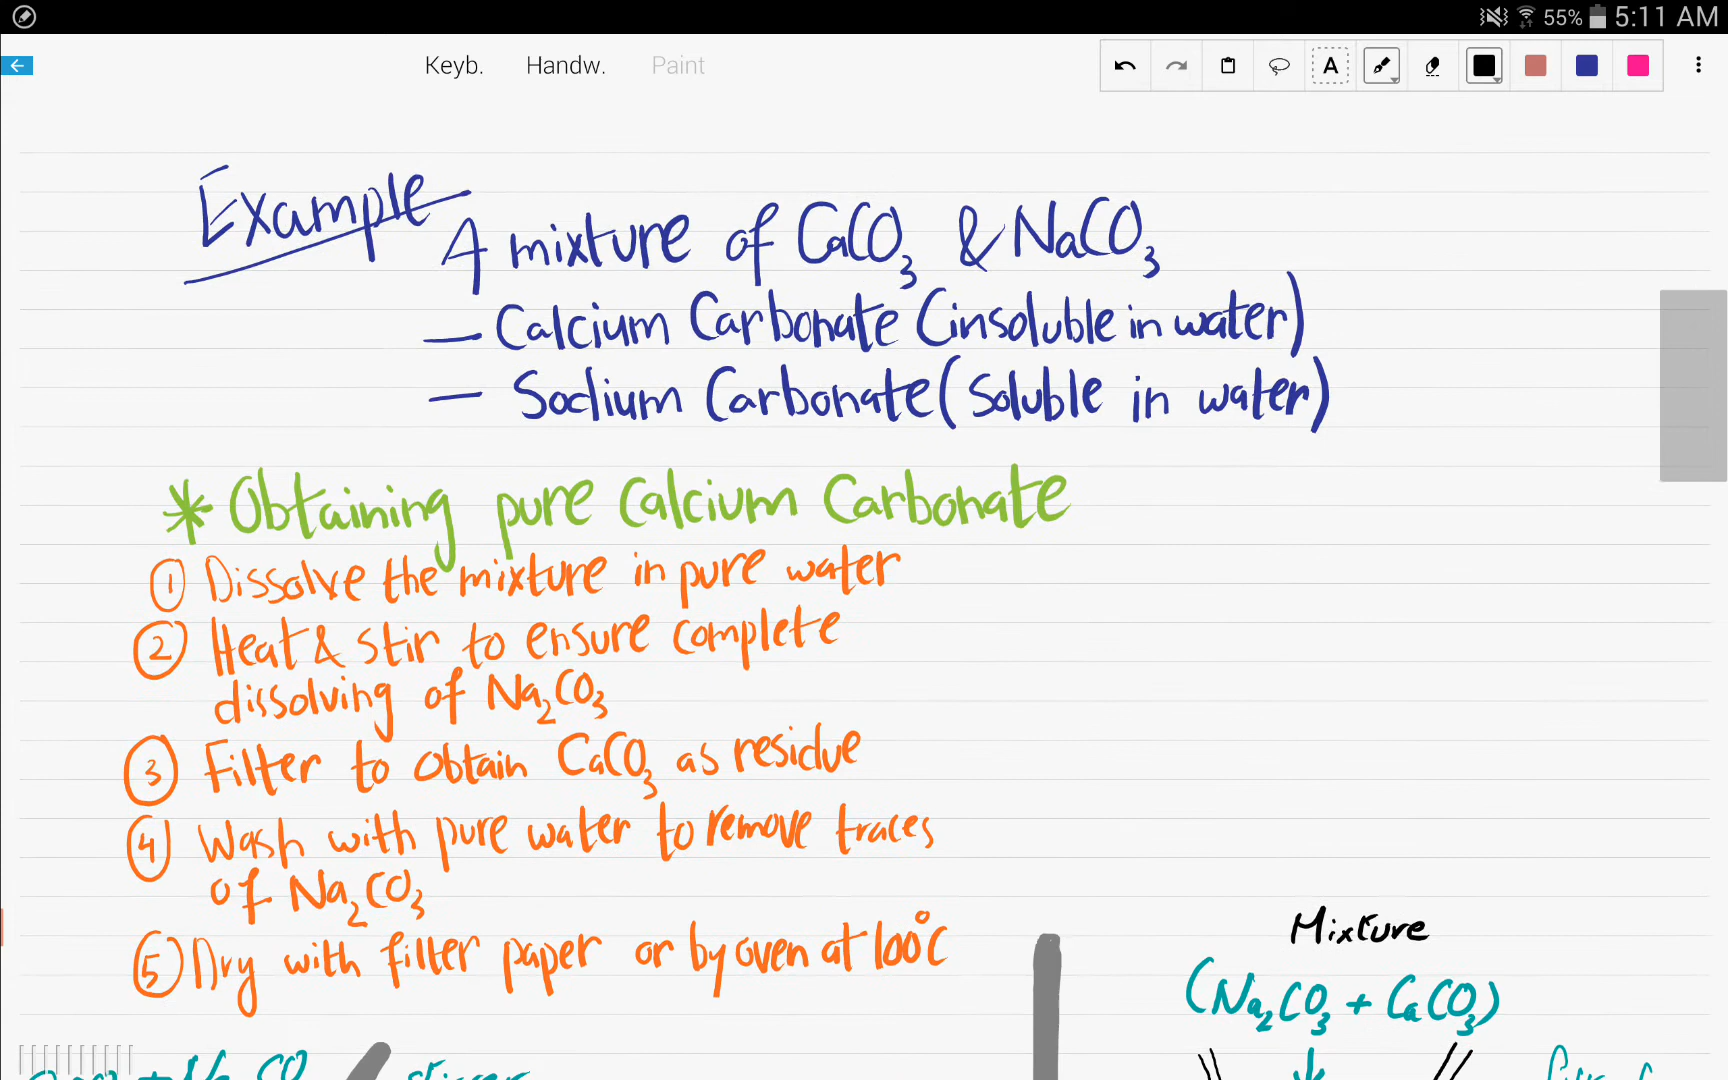 55% 5:11 AM
Keyb. Handw. Paint
A
Example
A mixture of CaCO₃ & NaCO₃
– Calcium Carbonate (insoluble in water)
– Sodium Carbonate (Soluble in water)
* Obtaining pure Calcium Carbonate
① Dissolve the mixture in pure water
② Heat & stir to ensure complete
dissolving of Na₂CO₃
③ Filter to obtain CaCO₃ as residue
④ Wash with pure water to remove traces
of Na₂CO₃
⑤ Dry with filter paper or by oven at 100°C
Mixture
(Na₂CO₃ + CaCO₃)